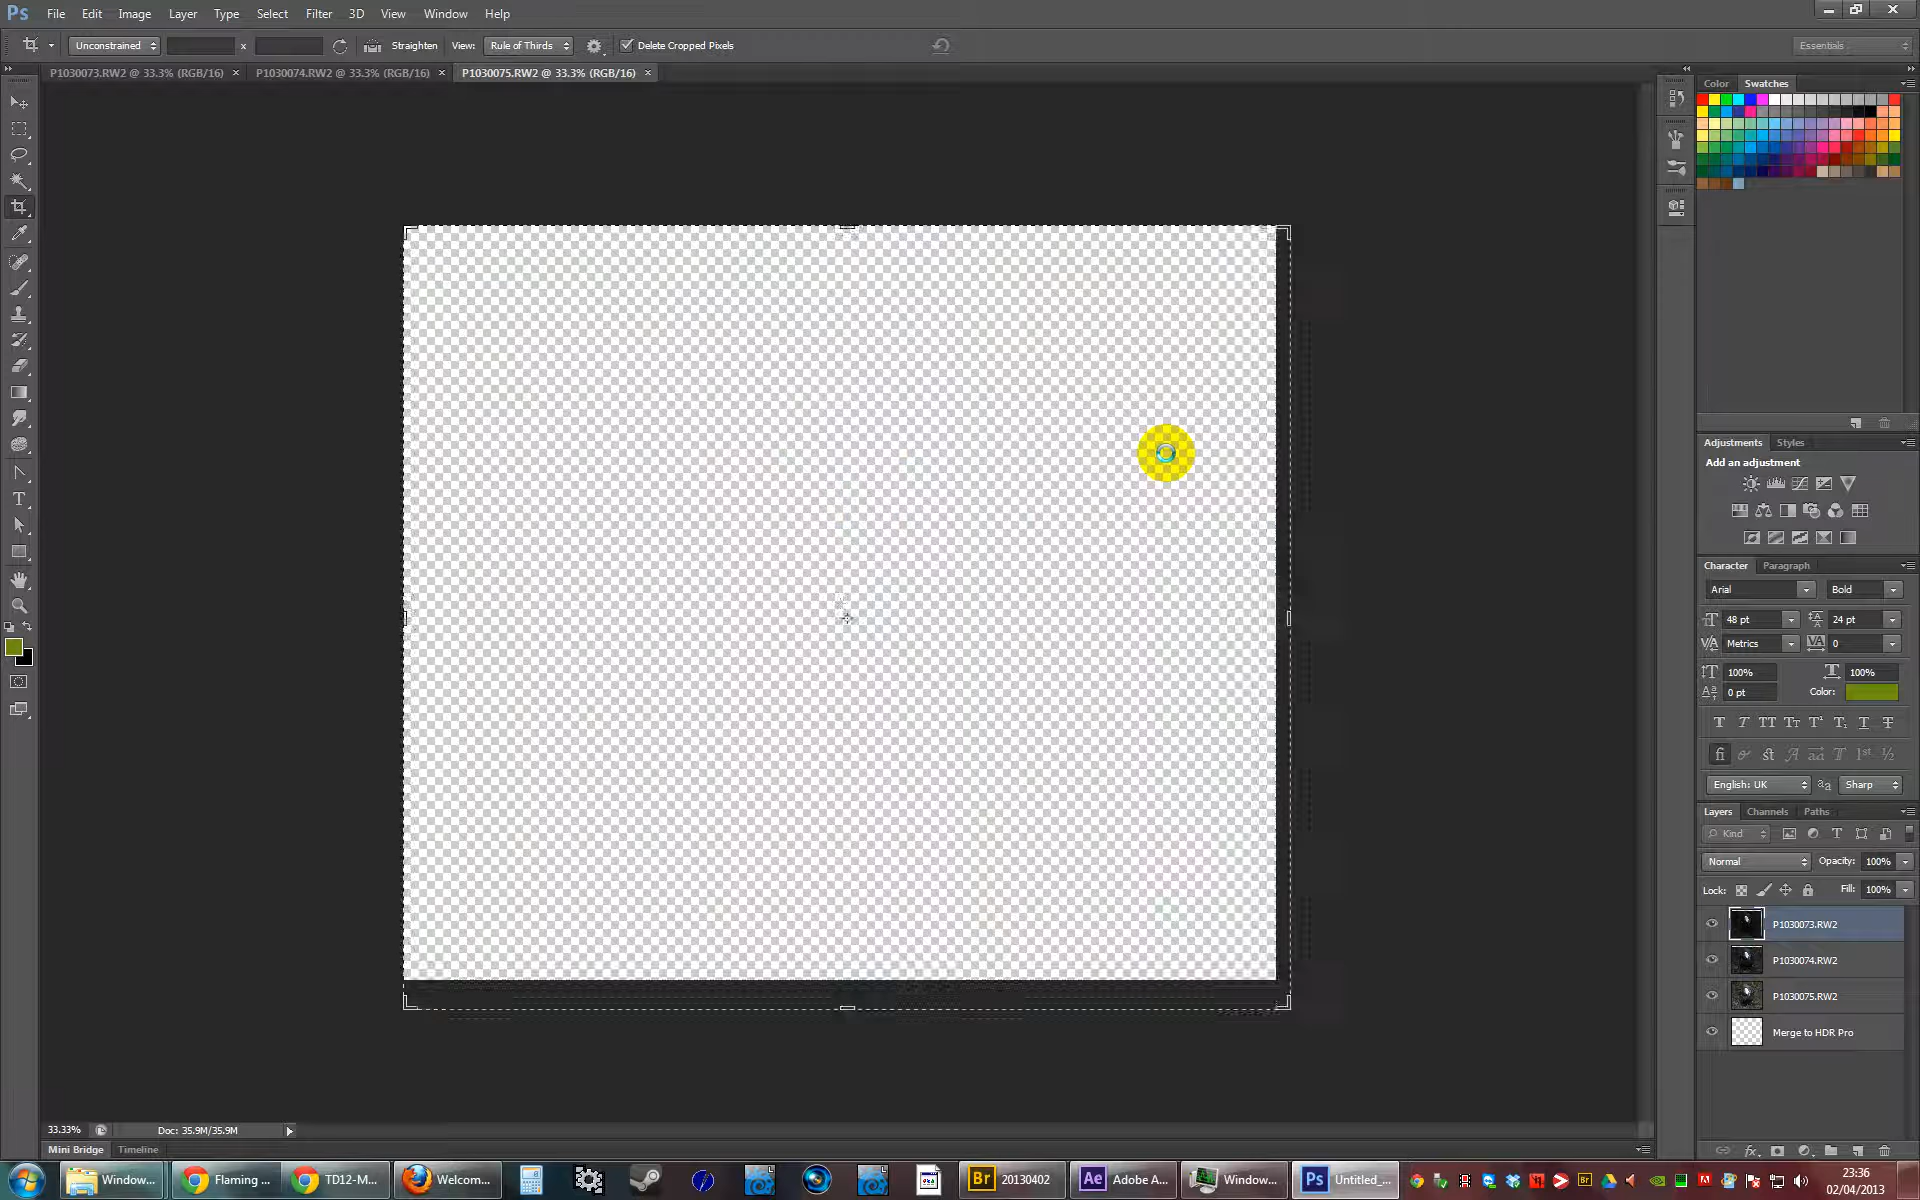 Ps File Edit Image Layer Type Select Filter 3D View Window Help
Unconstrained x Straighten View: Rule of Thirds Delete Cropped Pixels Essentials
P1030073.RW2 @ 33.3% (RGB/16) × P1030074.RW2 @ 33.3% (RGB/16) × P1030075.RW2 @ 33.3% (RGB/16) ×
Color Swatches
Adjustments Styles
Add an adjustment
Character Paragraph
Arial Bold
48 pt 24 pt
Metrics 0
100% 100%
0 pt Color:
English: UK aa Sharp
Layers Channels Paths
Kind
Normal Opacity: 100%
Lock: Fill: 100%
P1030073.RW2
P1030074.RW2
P1030075.RW2
Merge to HDR Pro
33.33% Doc: 35.9M/35.9M
Mini Bridge Timeline
Window... Flaming ... TD12-M... Welcom... Br 20130402 Ae Adobe A... Window... Ps Untitled_...
23:36
02/04/2013